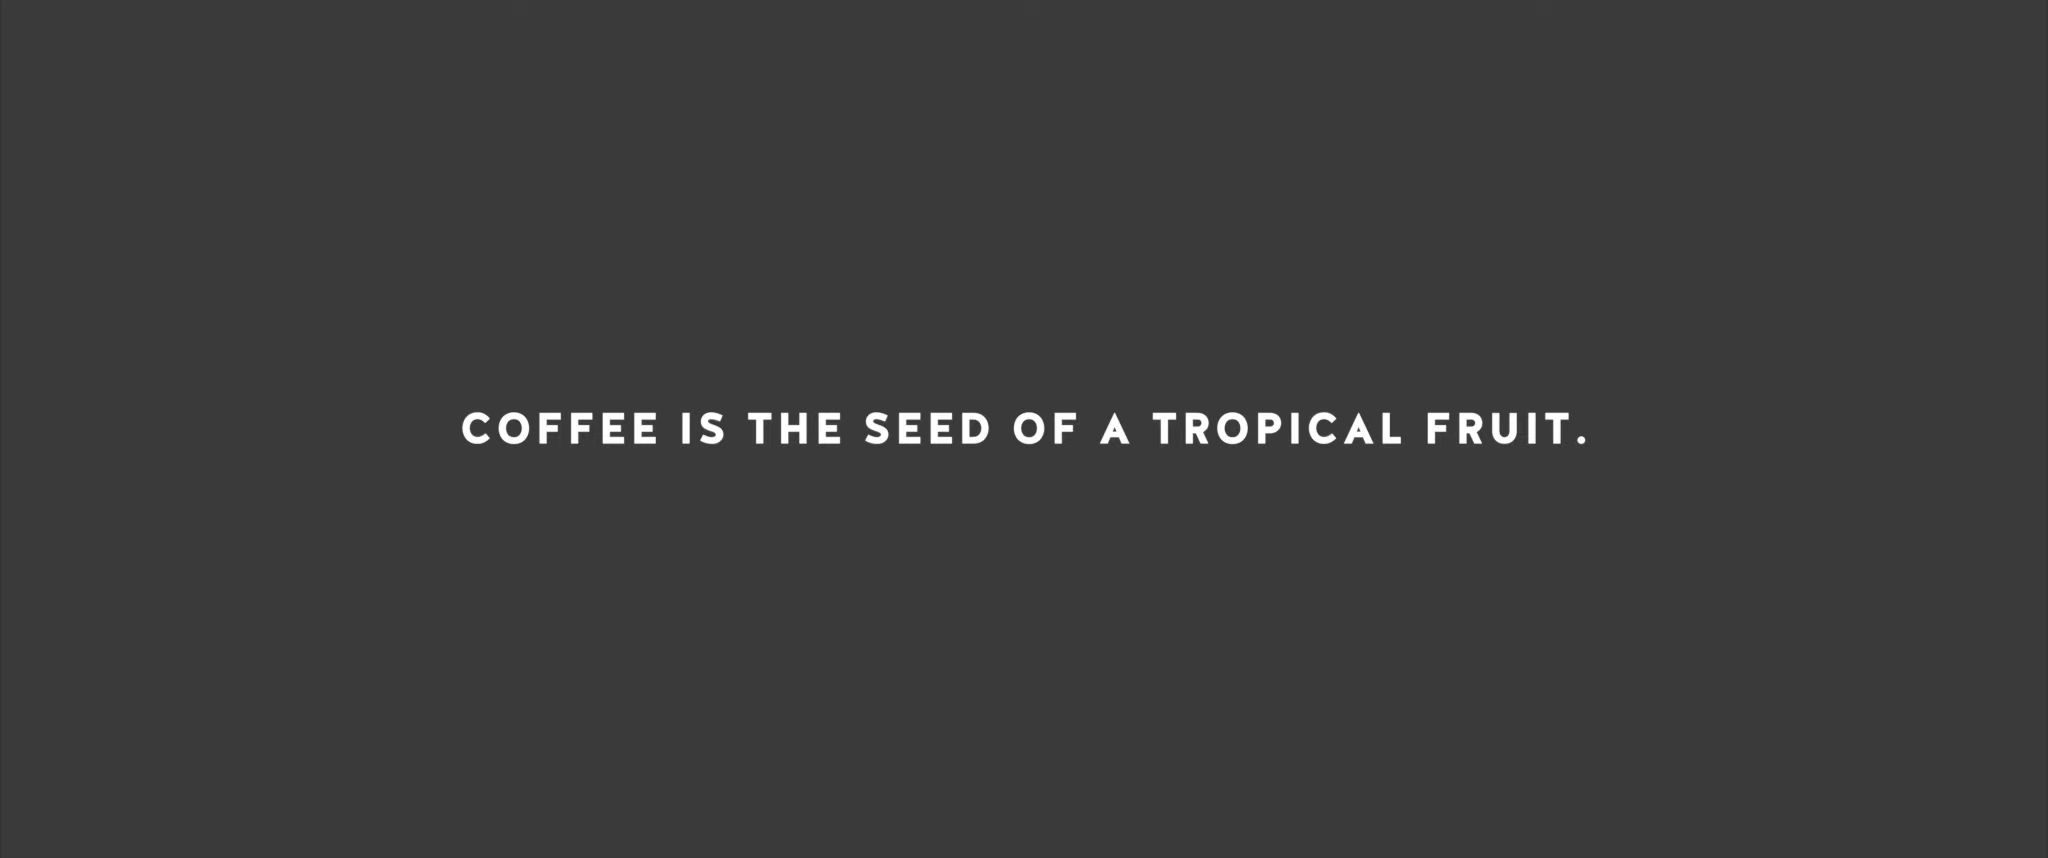 COFFEE IS THE SEED OF A TROPICAL FRUIT.